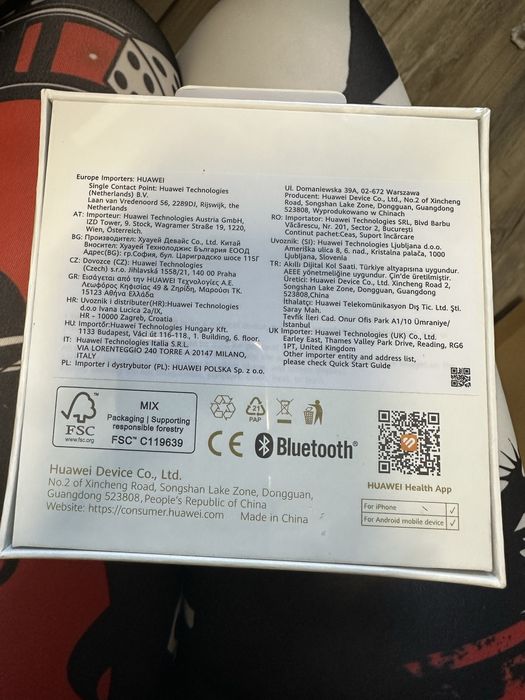 Europe Importers: HUAWEI
Single Contact Point: Huawei Technologies
(Netherlands) B.V.
Laan van Vredenoord 56, 2289DJ, Rijswijk, the
Netherlands
AT: Importeur: Huawei Technologies Austria GmbH,
IZD Tower, 9. Stock, Wagramer Straße 19, 1220
Wien, Österreich.
BG: Производител: Хуауей Девайс Ко., Ltd. Китай
Вносител: Хуауей Технолоджис България ЕООД
Адрес(BG): гр.София, бул. Цариградско шосе 115Г
CZ: Dovozce (CZ): Huawei Technologies
(Czech) s.r.o. Jihlavská 1558/21, 140 00 Praha
GR: Εισάγεται από την HUAWEI Τεχνολογίες Α.Ε.
Λεωφόρος Κηφισίας 49 & Ζηρίδη, Μαρούσι ΤΚ.
15123 Αθήνα Ελλάδα
HR: Uvoznik i distributer(HR):Huawei Technologies
d.o.o Ivana Lucica 2a/IX,
HR - 10000 Zagreb, Croatia
HU: Importőr:Huawei Technologies Hungary Kft.
1133 Budapest, Váci út 116-118., 1. Building, 6. floor.
IT: Huawei Technologies Italia S.R.L
VIA LORENTEGGIO 240 TORRE A 20147 MILANO,
ITALY
PL: Importer i dystrybutor (PL): HUAWEI POLSKA Sp. z o.o.
Ul. Domaniewska 39A, 02-672 Warszawa
Producent: Huawei Device Co., Ltd., No.2 of Xincheng
Road, Songshan Lake Zone, Dongguan, Guangdong
523808, Wyprodukowano w Chinach
RO: Importator: Huawei Technologies SRL, Blvd Barbu
Văcărescu, Nr. 201, Sector 2, Bucuresti
Continut pachet:Ceas, Suport încărcare
Uvoznik: (SI): Huawei Technologies Ljubljana d.o.o.
Ameriška ulica 8, 6. nad., Kristalna palača, 1000
Ljubljana, Slovenia
TR: Akıllı Dijital Kol Saati. Türkiye altyapısına uygundur.
AEEE yönetmeliğine uygundur. Çin'de üretilmiştir.
Üretici: Huawei Device Co., Ltd. Xincheng Road 2,
Songshan Lake Zone, Dongguan, Guangdong
523808,China
İthalatçı: Huawei Telekomünikasyon Dış Tic. Ltd. Şti.
Saray Mah.
Tevfik İleri Cad. Onur Ofis Park A1/10 Ümraniye/
İstanbul
UK Importer: Huawei Technologies (UK) Co., Ltd.
Earley East, Thames Valley Park Drive, Reading, RG6
1PT, United Kingdom
Other importer entity and address list,
please check Quick Start Guide
FSC
www.fsc.org
MIX
Packaging | Supporting
responsible forestry
FSC™ C119639
21
PAP
CE
Bluetooth®
HUAWEI Health App
For iPhone ✓
For Android mobile device ✓
Huawei Device Co., Ltd.
No.2 of Xincheng Road, Songshan Lake Zone, Dongguan,
Guangdong 523808, People's Republic of China
Website: https://consumer.huawei.com Made in China